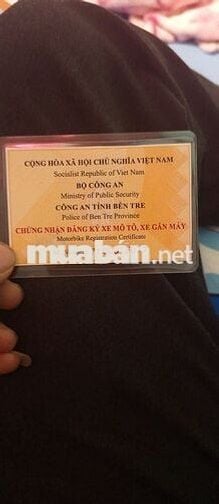 CỘNG HÒA XÃ HỘI CHỦ NGHĨA VIỆT NAM
Socialist Republic of Viet Nam
BỘ CÔNG AN
Ministry of Public Security
CÔNG AN TỈNH BẾN TRE
Police of Ben Tre Province
CHỨNG NHẬN ĐĂNG KÝ XE MÔ TÔ, XE GẮN MÁY
Motorbike Registration Certificate
muaban.net